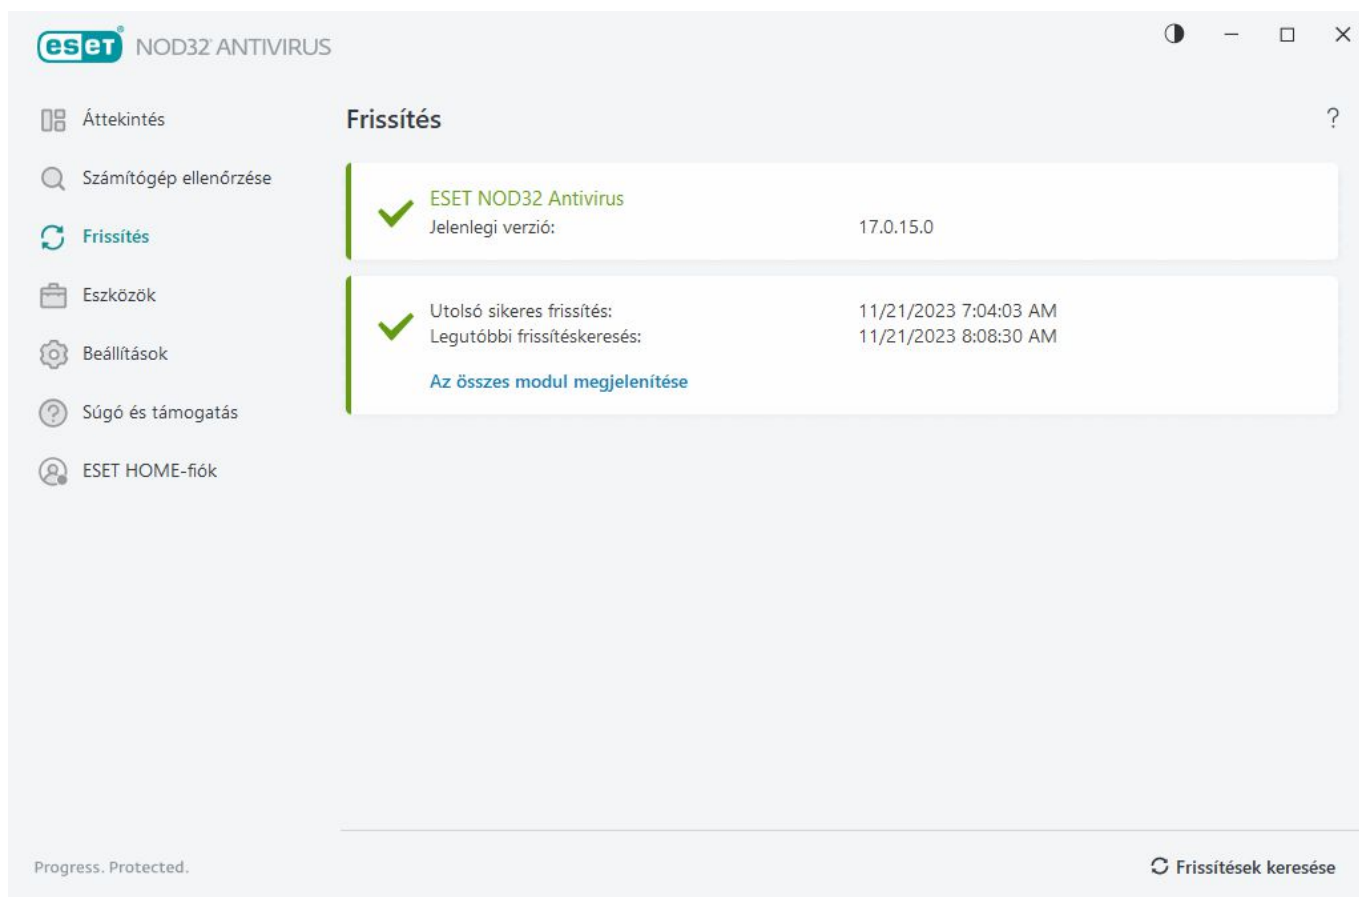 eset® NOD32® ANTIVIRUS
Áttekintés
Számítógép ellenőrzése
Frissítés
Eszközök
Beállítások
Súgó és támogatás
ESET HOME-fiók
Frissítés
?
ESET NOD32 Antivirus
Jelenlegi verzió: 17.0.15.0
Utolsó sikeres frissítés: 11/21/2023 7:04:03 AM
Legutóbbi frissítéskeresés: 11/21/2023 8:08:30 AM
Az összes modul megjelenítése
Progress. Protected.
Frissítések keresése